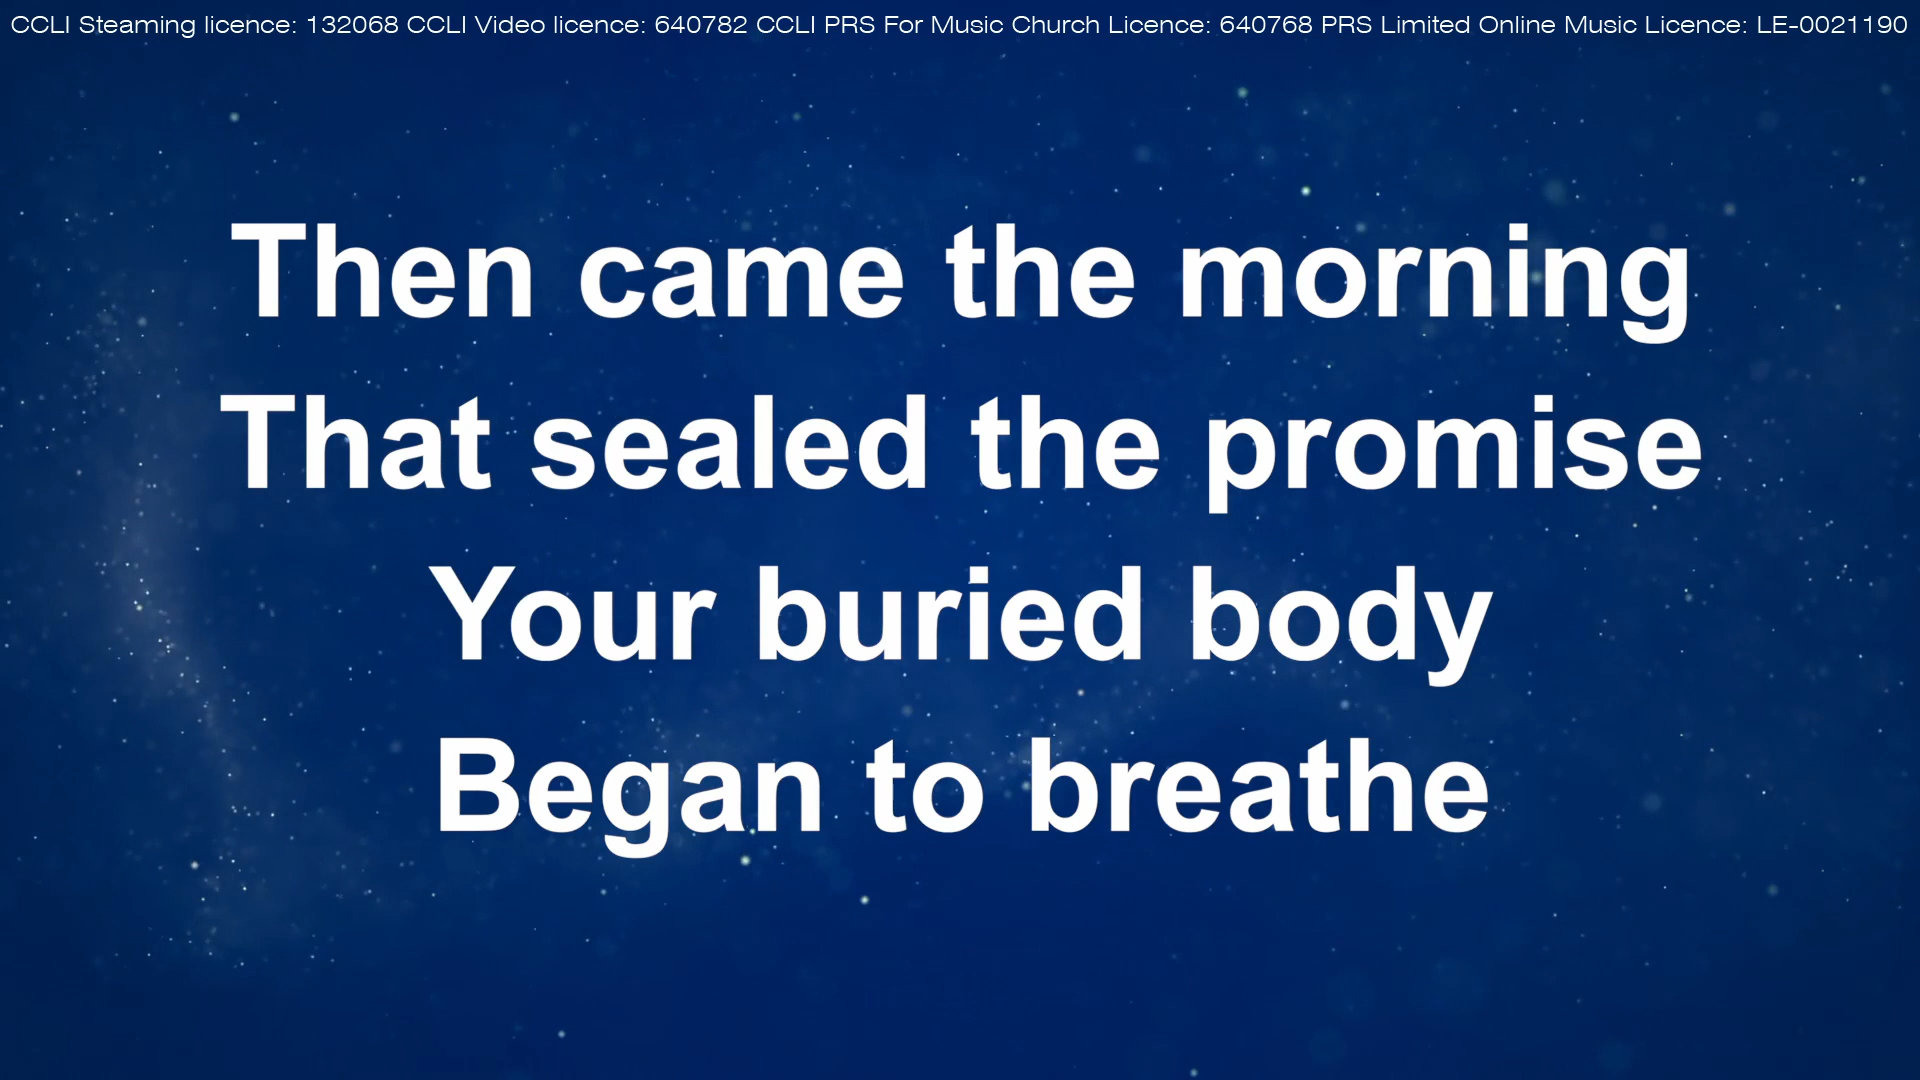 CCLI Steaming licence: 132068 CCLI Video licence: 640782 CCLI PRS For Music Church Licence: 640768 PRS Limited Online Music Licence: LE-0021190
Then came the morning
That sealed the promise
Your buried body
Began to breathe